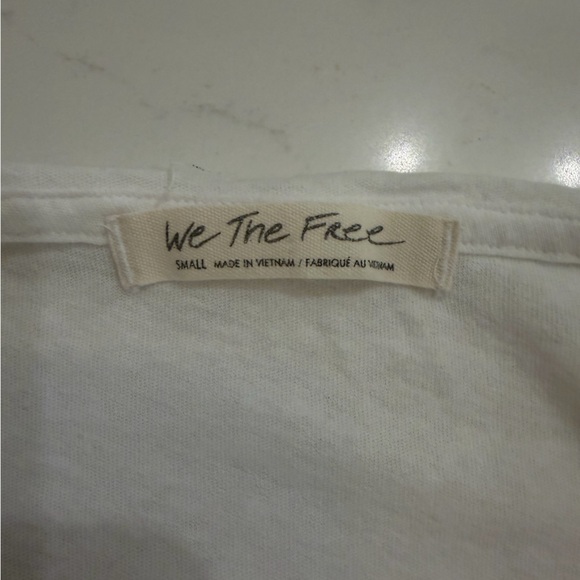 We The Free
SMALL MADE IN VIETNAM / FABRIQUÉ AU VIETNAM